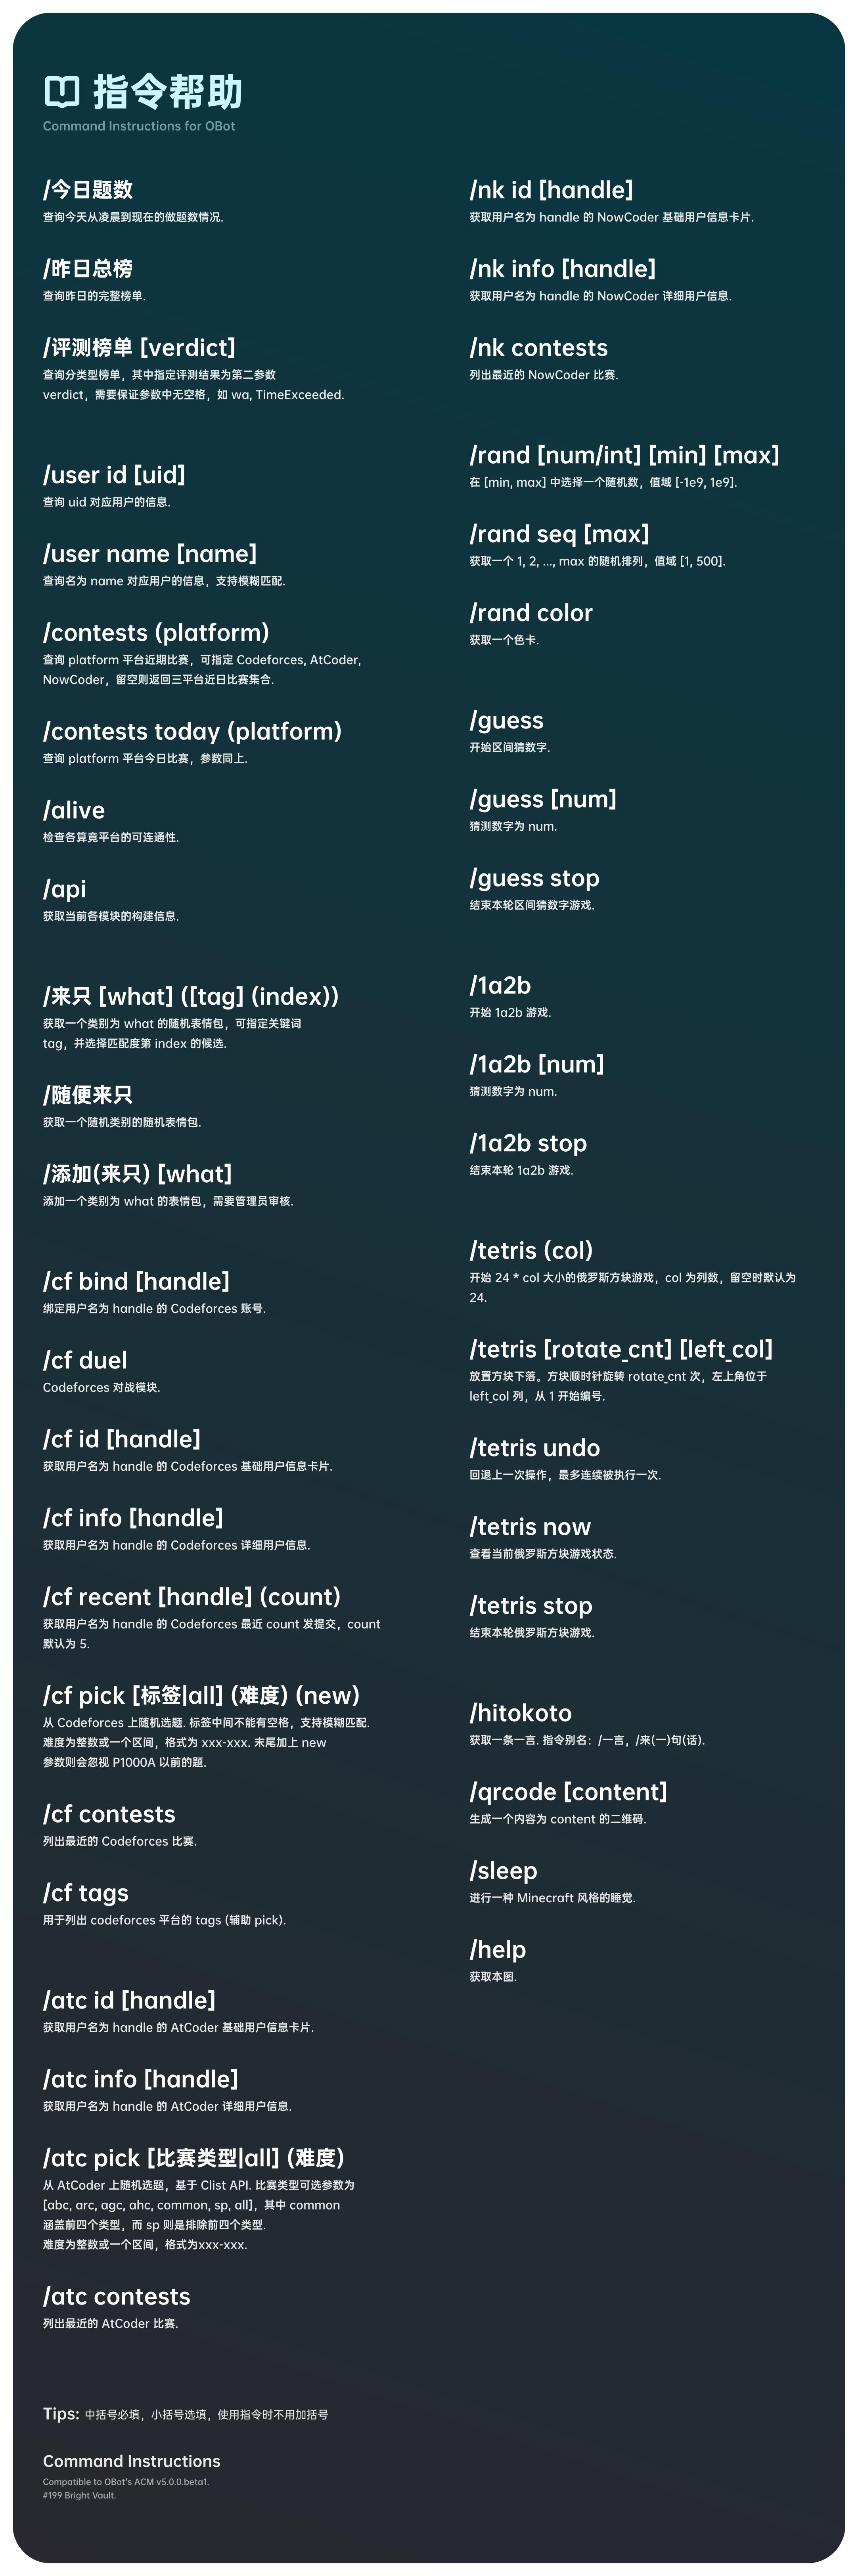 指令帮助
Command Instructions for OBot
/今日题数
查询今天从凌晨到现在的做题数情况.
/昨日总榜
查询昨日的完整榜单.
/评测榜单 [verdict]
查询分类型榜单，其中指定评测结果为第二参数
verdict，需要保证参数中无空格，如 wa, TimeExceeded.
/user id [uid]
查询 uid 对应用户的信息.
/user name [name]
查询名为 name 对应用户的信息，支持模糊匹配.
/contests (platform)
查询 platform 平台近期比赛，可指定 Codeforces, AtCoder,
NowCoder，留空则返回三平台近日比赛集合.
/contests today (platform)
查询 platform 平台今日比赛，参数同上.
/alive
检查各算竟平台的可连通性.
/api
获取当前各模块的构建信息.
/来只 [what] ([tag] (index))
获取一个类别为 what 的随机表情包，可指定关键词
tag，并选择匹配度第 index 的候选.
/随便来只
获取一个随机类别的随机表情包.
/添加(来只) [what]
添加一个类别为 what 的表情包，需要管理员审核.
/cf bind [handle]
绑定用户名为 handle 的 Codeforces 账号.
/cf duel
Codeforces 对战模块.
/cf id [handle]
获取用户名为 handle 的 Codeforces 基础用户信息卡片.
/cf info [handle]
获取用户名为 handle 的 Codeforces 详细用户信息.
/cf recent [handle] (count)
获取用户名为 handle 的 Codeforces 最近 count 发提交，count
默认为 5.
/cf pick [标签|all] (难度) (new)
从 Codeforces 上随机选题. 标签中间不能有空格，支持模糊匹配.
难度为整数或一个区间，格式为 xxx-xxx. 末尾加上 new
参数则会忽视 P1000A 以前的题.
/cf contests
列出最近的 Codeforces 比赛.
/cf tags
用于列出 codeforces 平台的 tags (辅助 pick).
/atc id [handle]
获取用户名为 handle 的 AtCoder 基础用户信息卡片.
/atc info [handle]
获取用户名为 handle 的 AtCoder 详细用户信息.
/atc pick [比赛类型|all] (难度)
从 AtCoder 上随机选题，基于 Clist API. 比赛类型可选参数为
[abc, arc, agc, ahc, common, sp, all]，其中 common
涵盖前四个类型，而 sp 则是排除前四个类型.
难度为整数或一个区间，格式为xxx-xxx.
/atc contests
列出最近的 AtCoder 比赛.
/nk id [handle]
获取用户名为 handle 的 NowCoder 基础用户信息卡片.
/nk info [handle]
获取用户名为 handle 的 NowCoder 详细用户信息.
/nk contests
列出最近的 NowCoder 比赛.
/rand [num/int] [min] [max]
在 [min, max] 中选择一个随机数，值域 [-1e9, 1e9].
/rand seq [max]
获取一个 1, 2, ..., max 的随机排列，值域 [1, 500].
/rand color
获取一个色卡.
/guess
开始区间猜数字.
/guess [num]
猜测数字为 num.
/guess stop
结束本轮区间猜数字游戏.
/1a2b
开始 1a2b 游戏.
/1a2b [num]
猜测数字为 num.
/1a2b stop
结束本轮 1a2b 游戏.
/tetris (col)
开始 24 * col 大小的俄罗斯方块游戏，col 为列数，留空时默认为
24.
/tetris [rotate_cnt] [left_col]
放置方块下落。方块顺时针旋转 rotate_cnt 次，左上角位于
left_col 列，从 1 开始编号.
/tetris undo
回退上一次操作，最多连续被执行一次.
/tetris now
查看当前俄罗斯方块游戏状态.
/tetris stop
结束本轮俄罗斯方块游戏.
/hitokoto
获取一条一言. 指令别名：/一言，/来(一)句(话).
/qrcode [content]
生成一个内容为 content 的二维码.
/sleep
进行一种 Minecraft 风格的睡觉.
/help
获取本图.
Tips: 中括号必填，小括号选填，使用指令时不用加括号
Command Instructions
Compatible to OBot's ACM v5.0.0.beta1.
#199 Bright Vault.